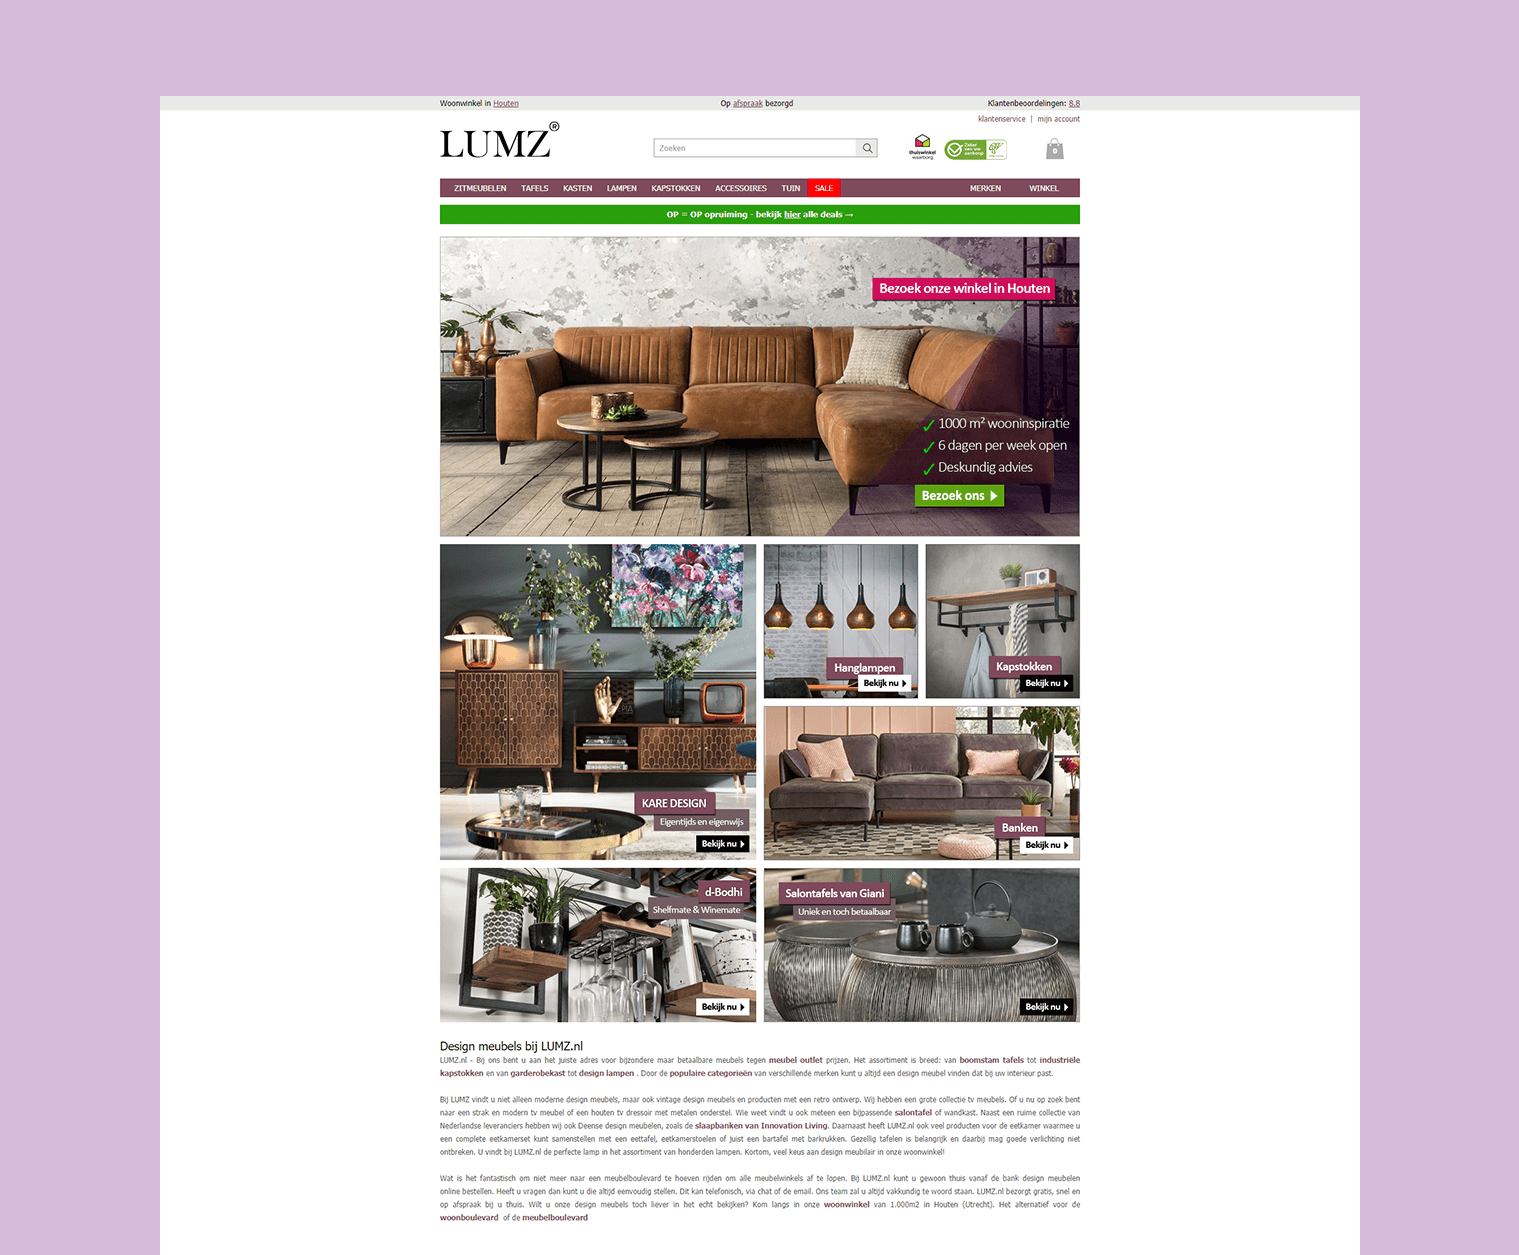 Woonwinkel in Houten
Op afspraak bezorgd
Klantenbeoordelingen: 8,8
klantenservice | mijn account
LUMZ®
Zoeken
thuiswinkel
waarborg
Zeker
van uw
aankoop
0
ZITMEUBELEN TAFELS KASTEN LAMPEN KAPSTOKKEN ACCESSOIRES TUIN SALE MERKEN WINKEL
OP = OP opruiming - bekijk hier alle deals →
Bezoek onze winkel in Houten
✓ 1000 m² wooninspiratie
✓ 6 dagen per week open
✓ Deskundig advies
Bezoek ons
Hanglampen
Bekijk nu
Kapstokken
Bekijk nu
KARE DESIGN
Eigentijds en eigenwijs
Bekijk nu
Banken
Bekijk nu
d-Bodhi
Shelfmate & Winemate
Bekijk nu
Salontafels van Giani
Uniek en toch betaalbaar
Bekijk nu
Design meubels bij LUMZ.nl
LUMZ.nl - Bij ons bent u aan het juiste adres voor bijzondere maar betaalbare meubels tegen meubel outlet prijzen. Het assortiment is breed: van boomstam tafels tot industriële
kapstokken en van garderobekast tot design lampen . Door de populaire categorieën van verschillende merken kunt u altijd een design meubel vinden dat bij uw interieur past.
Bij LUMZ vindt u niet alleen moderne design meubels, maar ook vintage design meubels en producten met een retro ontwerp. Wij hebben een grote collectie tv meubels. Of u nu op zoek bent
naar een strak en modern tv meubel of een houten tv dressoir met metalen onderstel. Wie weet vindt u ook meteen een bijpassende salontafel of wandkast. Naast een ruime collectie van
Nederlandse leveranciers hebben wij ook Deense design meubelen, zoals de slaapbanken van Innovation Living. Daarnaast heeft LUMZ.nl ook veel producten voor de eetkamer waarmee u
een complete eetkamerset kunt samenstellen met een eettafel, eetkamerstoelen of juist een bartafel met barkrukken. Gezellig tafelen is belangrijk en daarbij mag goede verlichting niet
ontbreken. U vindt bij LUMZ.nl de perfecte lamp in het assortiment van honderden lampen. Kortom, veel keus aan design meubilair in onze woonwinkel!
Wat is het fantastisch om niet meer naar een meubelboulevard te hoeven rijden om alle meubelwinkels af te lopen. Bij LUMZ.nl kunt u gewoon thuis vanaf de bank design meubelen
online bestellen. Heeft u vragen dan kunt u die altijd eenvoudig stellen. Dit kan telefonisch, via chat of de email. Ons team zal u altijd vakkundig te woord staan. LUMZ.nl bezorgt gratis, snel en
op afspraak bij u thuis. Wilt u onze design meubels toch liever in het echt bekijken? Kom langs in onze woonwinkel van 1.000m2 in Houten (Utrecht). Het alternatief voor de
woonboulevard of de meubelboulevard